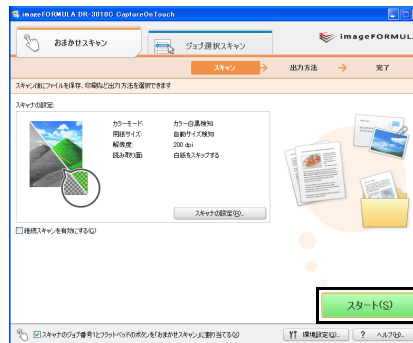 imageFORMULA DR-3010C CaptureOnTouch
おまかせスキャン
ジョブ選択スキャン
imageFORMULA
スキャン
出力方法
完了
スキャン後にファイルを保存、印刷など出力方法を選択できます
スキャナの設定:
カラーモード: カラー白黒検知
用紙サイズ: 自動サイズ検知
解像度: 200 dpi
読み取り面: 白紙をスキップする
スキャナの設定(P)...
継続スキャンを有効にする(C)
スタート(S)
スキャナのジョブ番号1とフラットベッドのボタンを「おまかせスキャン」に割り当てる(X)
環境設定(Q)...
? ヘルプ(O)...